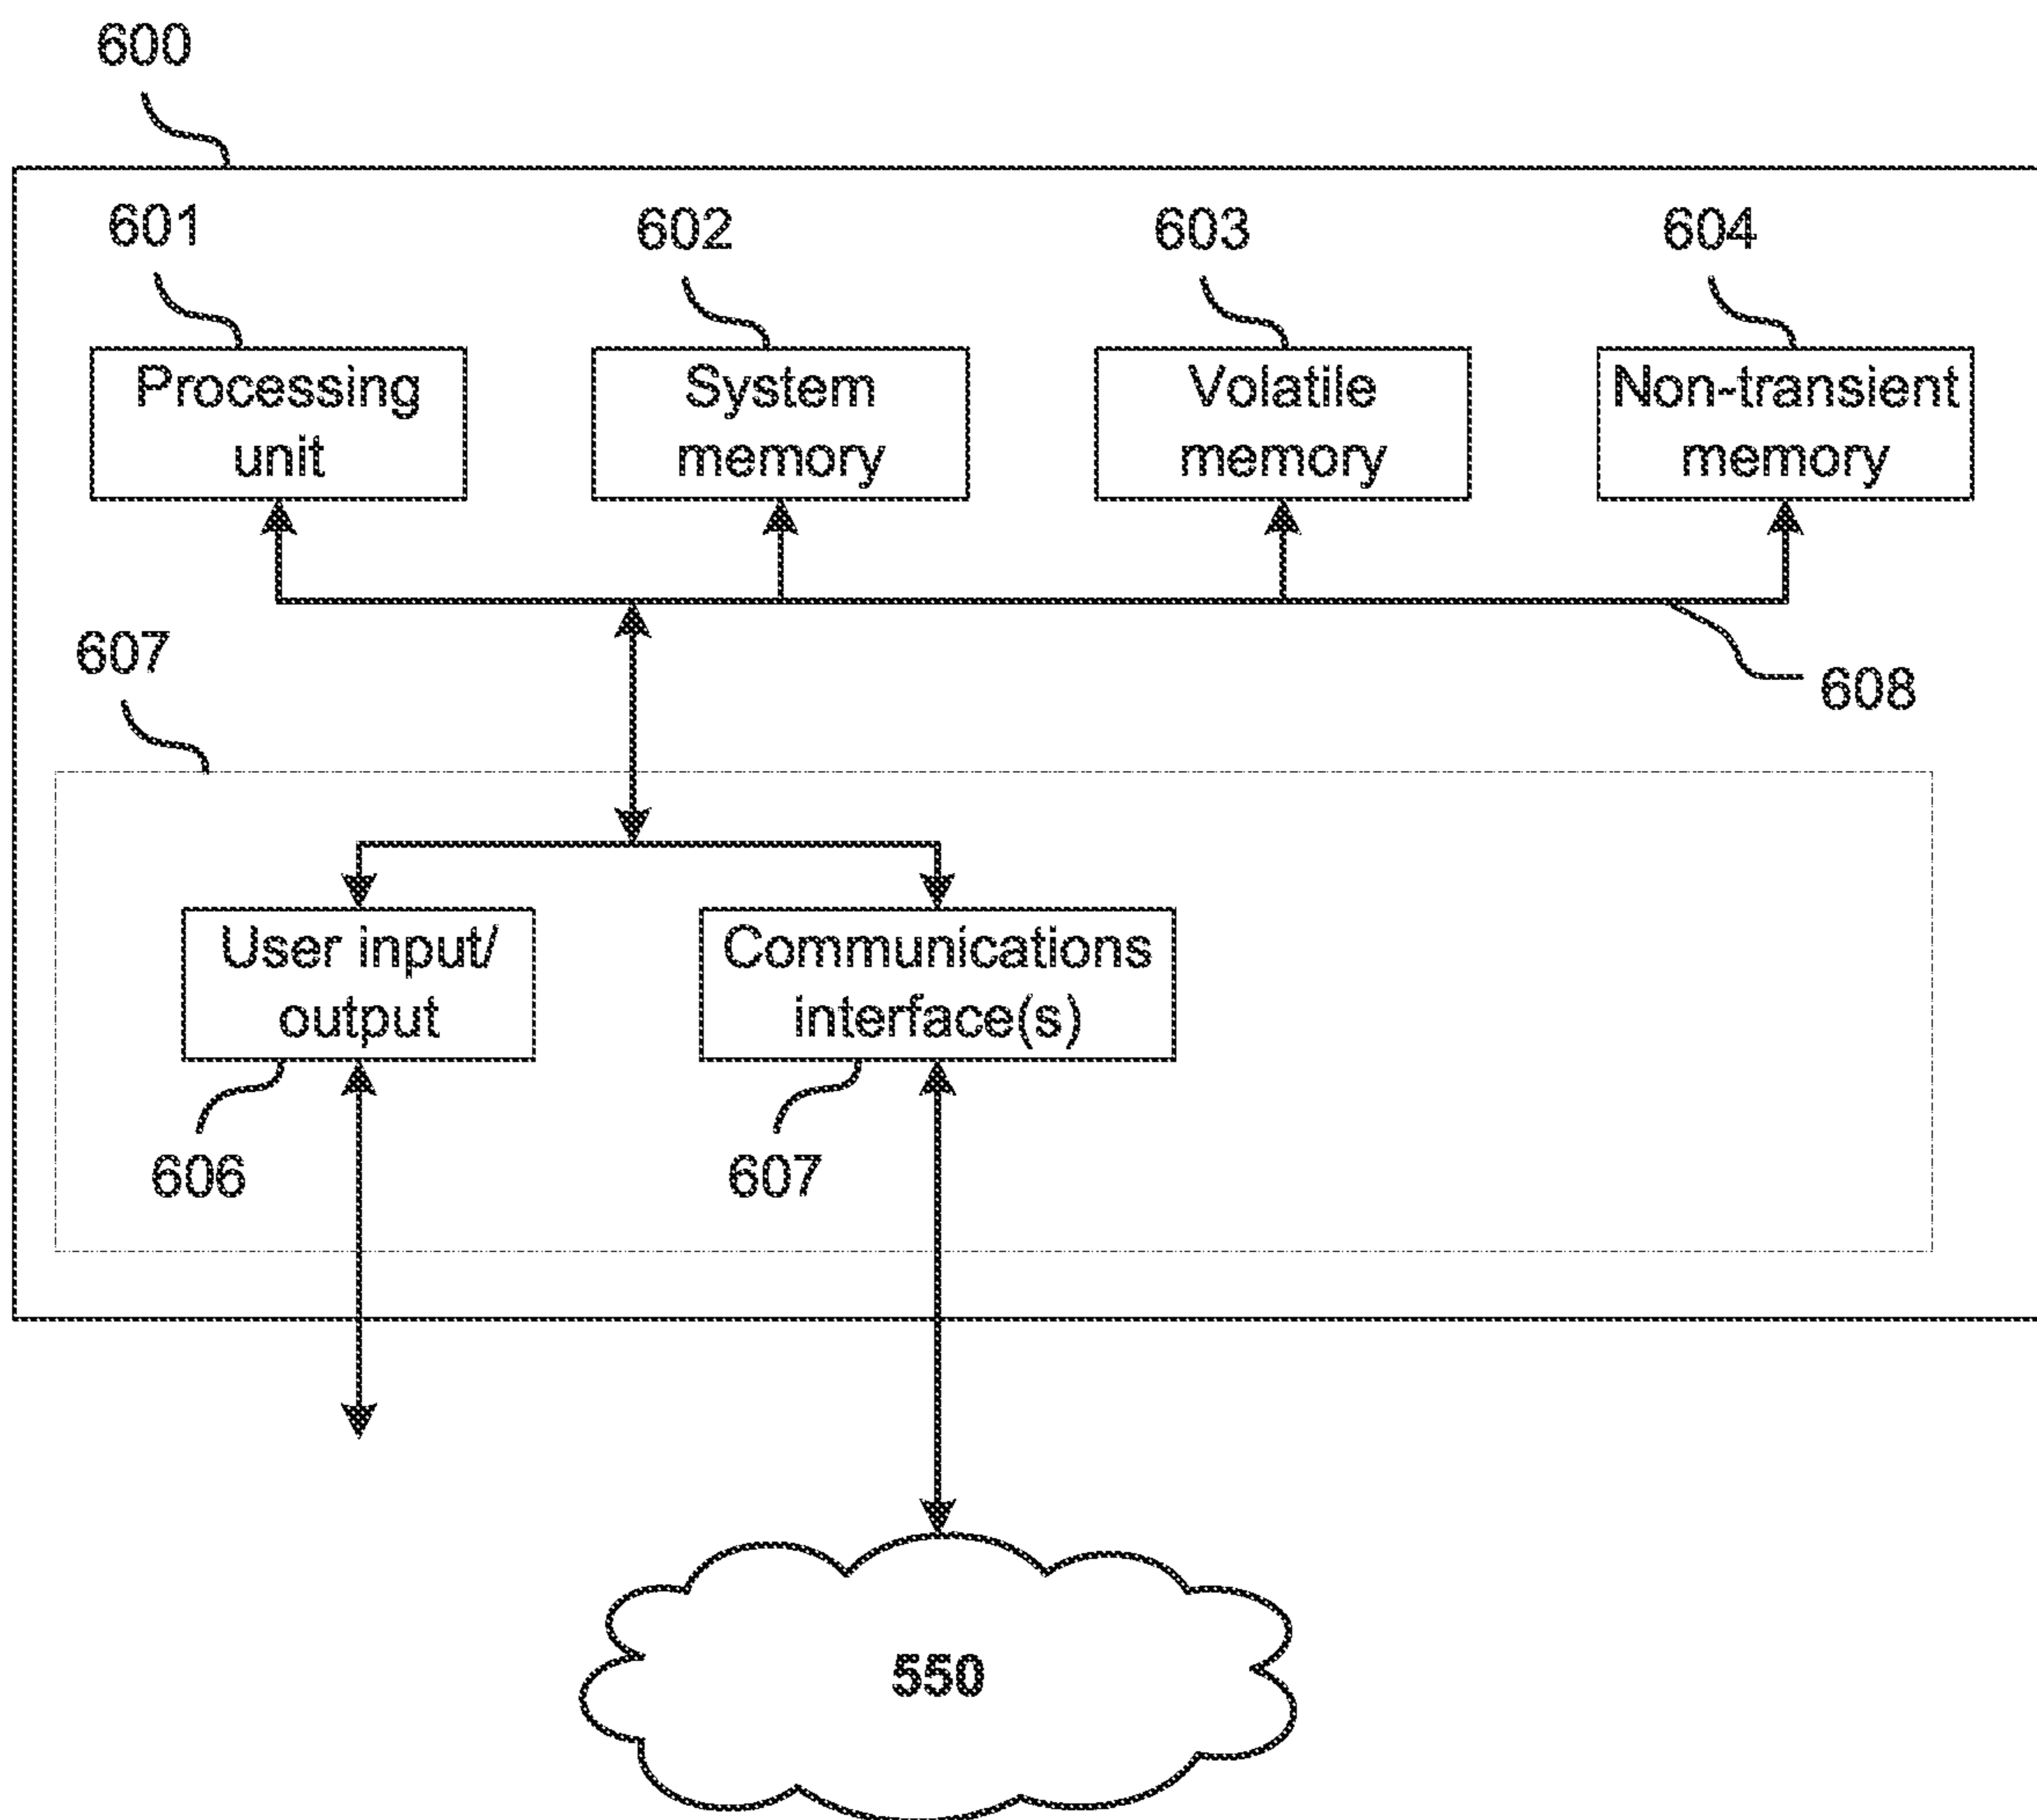 600
601
602
603
604
Processing
unit
System
memory
Volatile
memory
Non-transient
memory
607
608
User input/
output
Communications
interface(s)
606
607
550